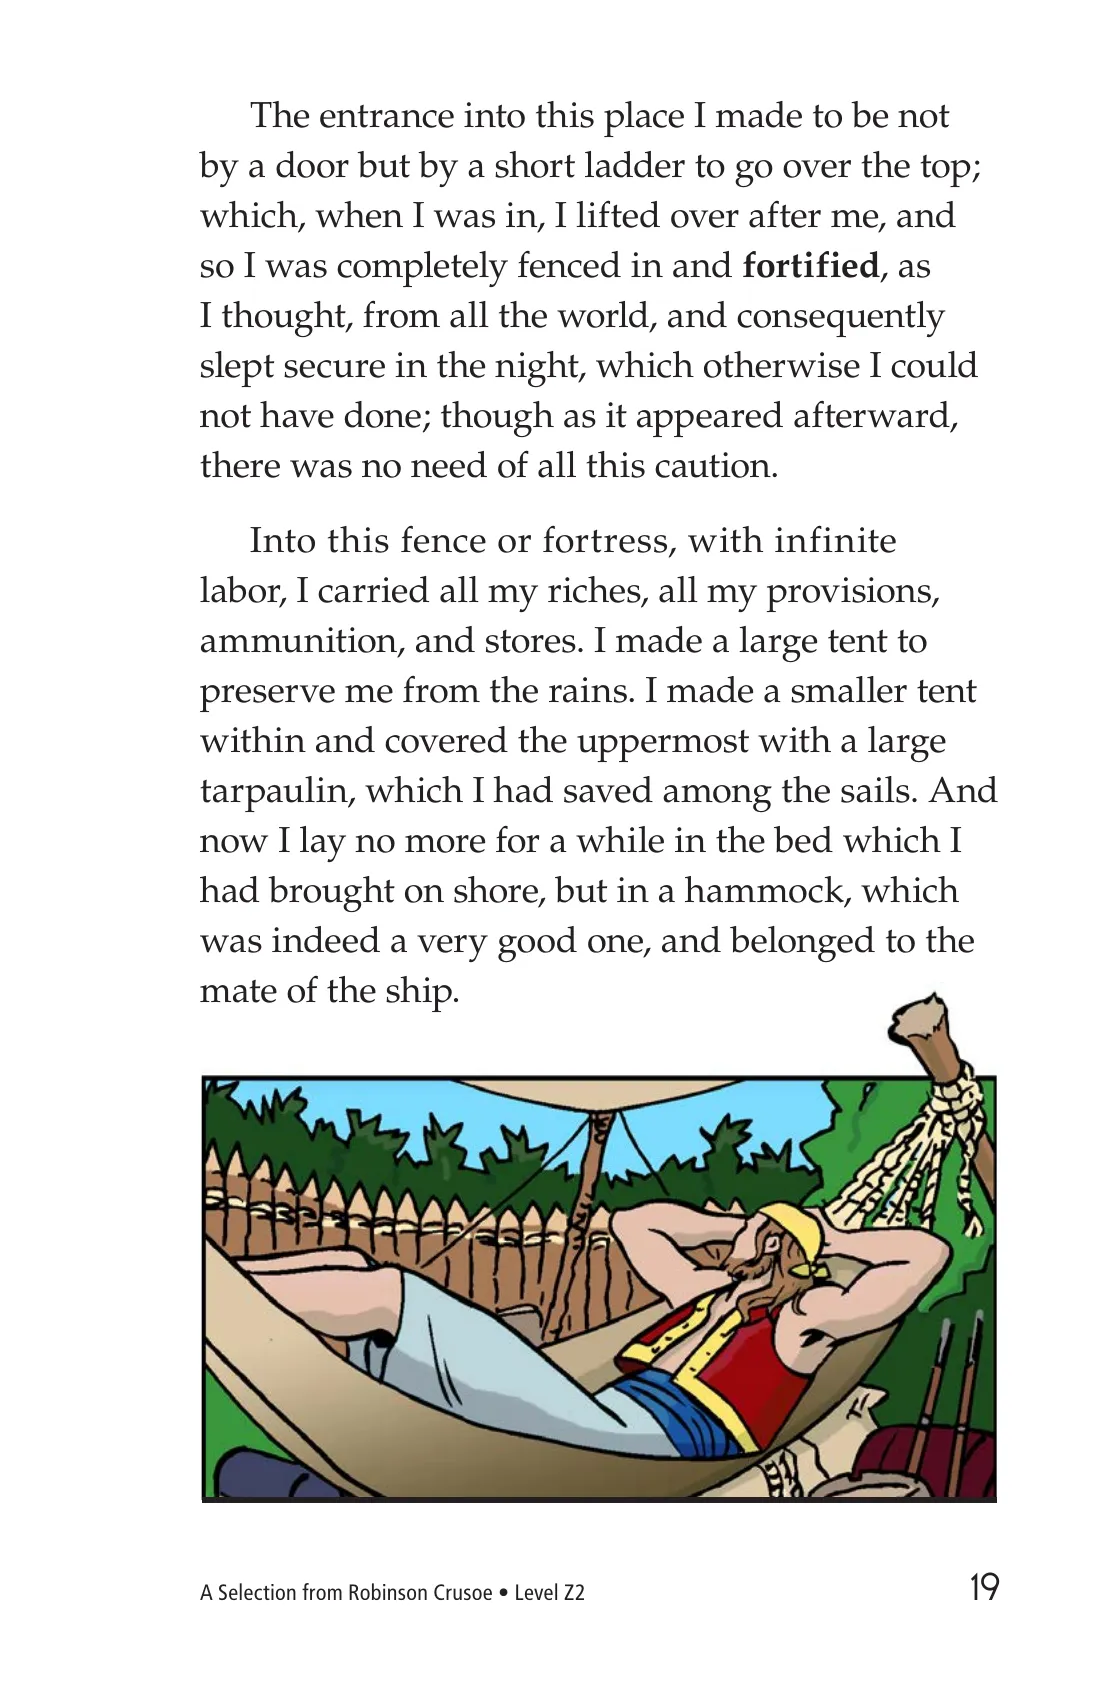 The entrance into this place I made to be not
by a door but by a short ladder to go over the top;
which, when I was in, I lifted over after me, and
so I was completely fenced in and fortified, as
I thought, from all the world, and consequently
slept secure in the night, which otherwise I could
not have done; though as it appeared afterward,
there was no need of all this caution.
Into this fence or fortress, with infinite
labor, I carried all my riches, all my provisions,
ammunition, and stores. I made a large tent to
preserve me from the rains. I made a smaller tent
within and covered the uppermost with a large
tarpaulin, which I had saved among the sails. And
now I lay no more for a while in the bed which I
had brought on shore, but in a hammock, which
was indeed a very good one, and belonged to the
mate of the ship.
A Selection from Robinson Crusoe • Level Z2 19